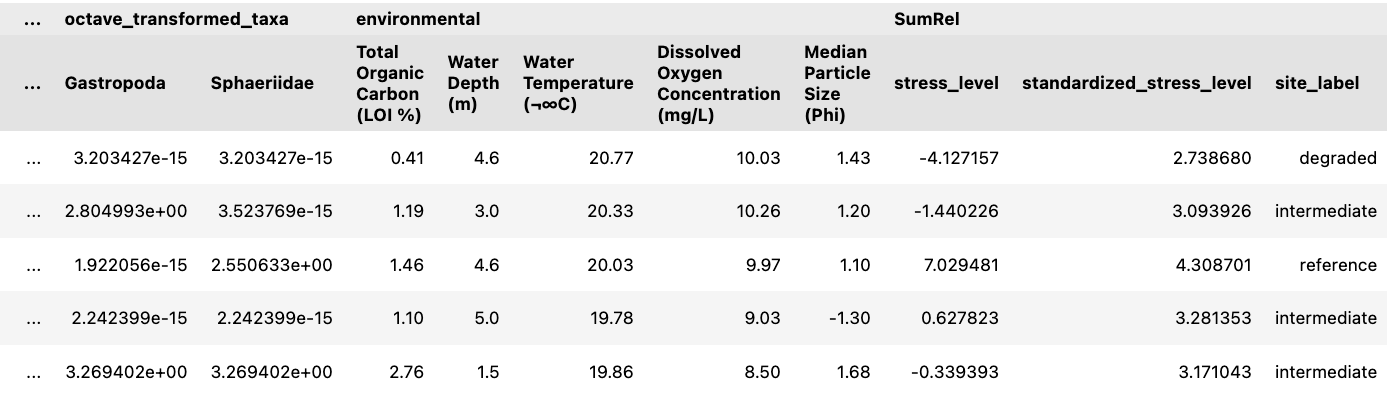 ... octave_transformed_taxa environmental SumRel
... Gastropoda Sphaeriidae Total Organic Carbon (LOI %) Water Depth (m) Water Temperature (¬∞C) Dissolved Oxygen Concentration (mg/L) Median Particle Size (Phi) stress_level standardized_stress_level site_label
... 3.203427e-15 3.203427e-15 0.41 4.6 20.77 10.03 1.43 -4.127157 2.738680 degraded
... 2.804993e+00 3.523769e-15 1.19 3.0 20.33 10.26 1.20 -1.440226 3.093926 intermediate
... 1.922056e-15 2.550633e+00 1.46 4.6 20.03 9.97 1.10 7.029481 4.308701 reference
... 2.242399e-15 2.242399e-15 1.10 5.0 19.78 9.03 -1.30 0.627823 3.281353 intermediate
... 3.269402e+00 3.269402e+00 2.76 1.5 19.86 8.50 1.68 -0.339393 3.171043 intermediate